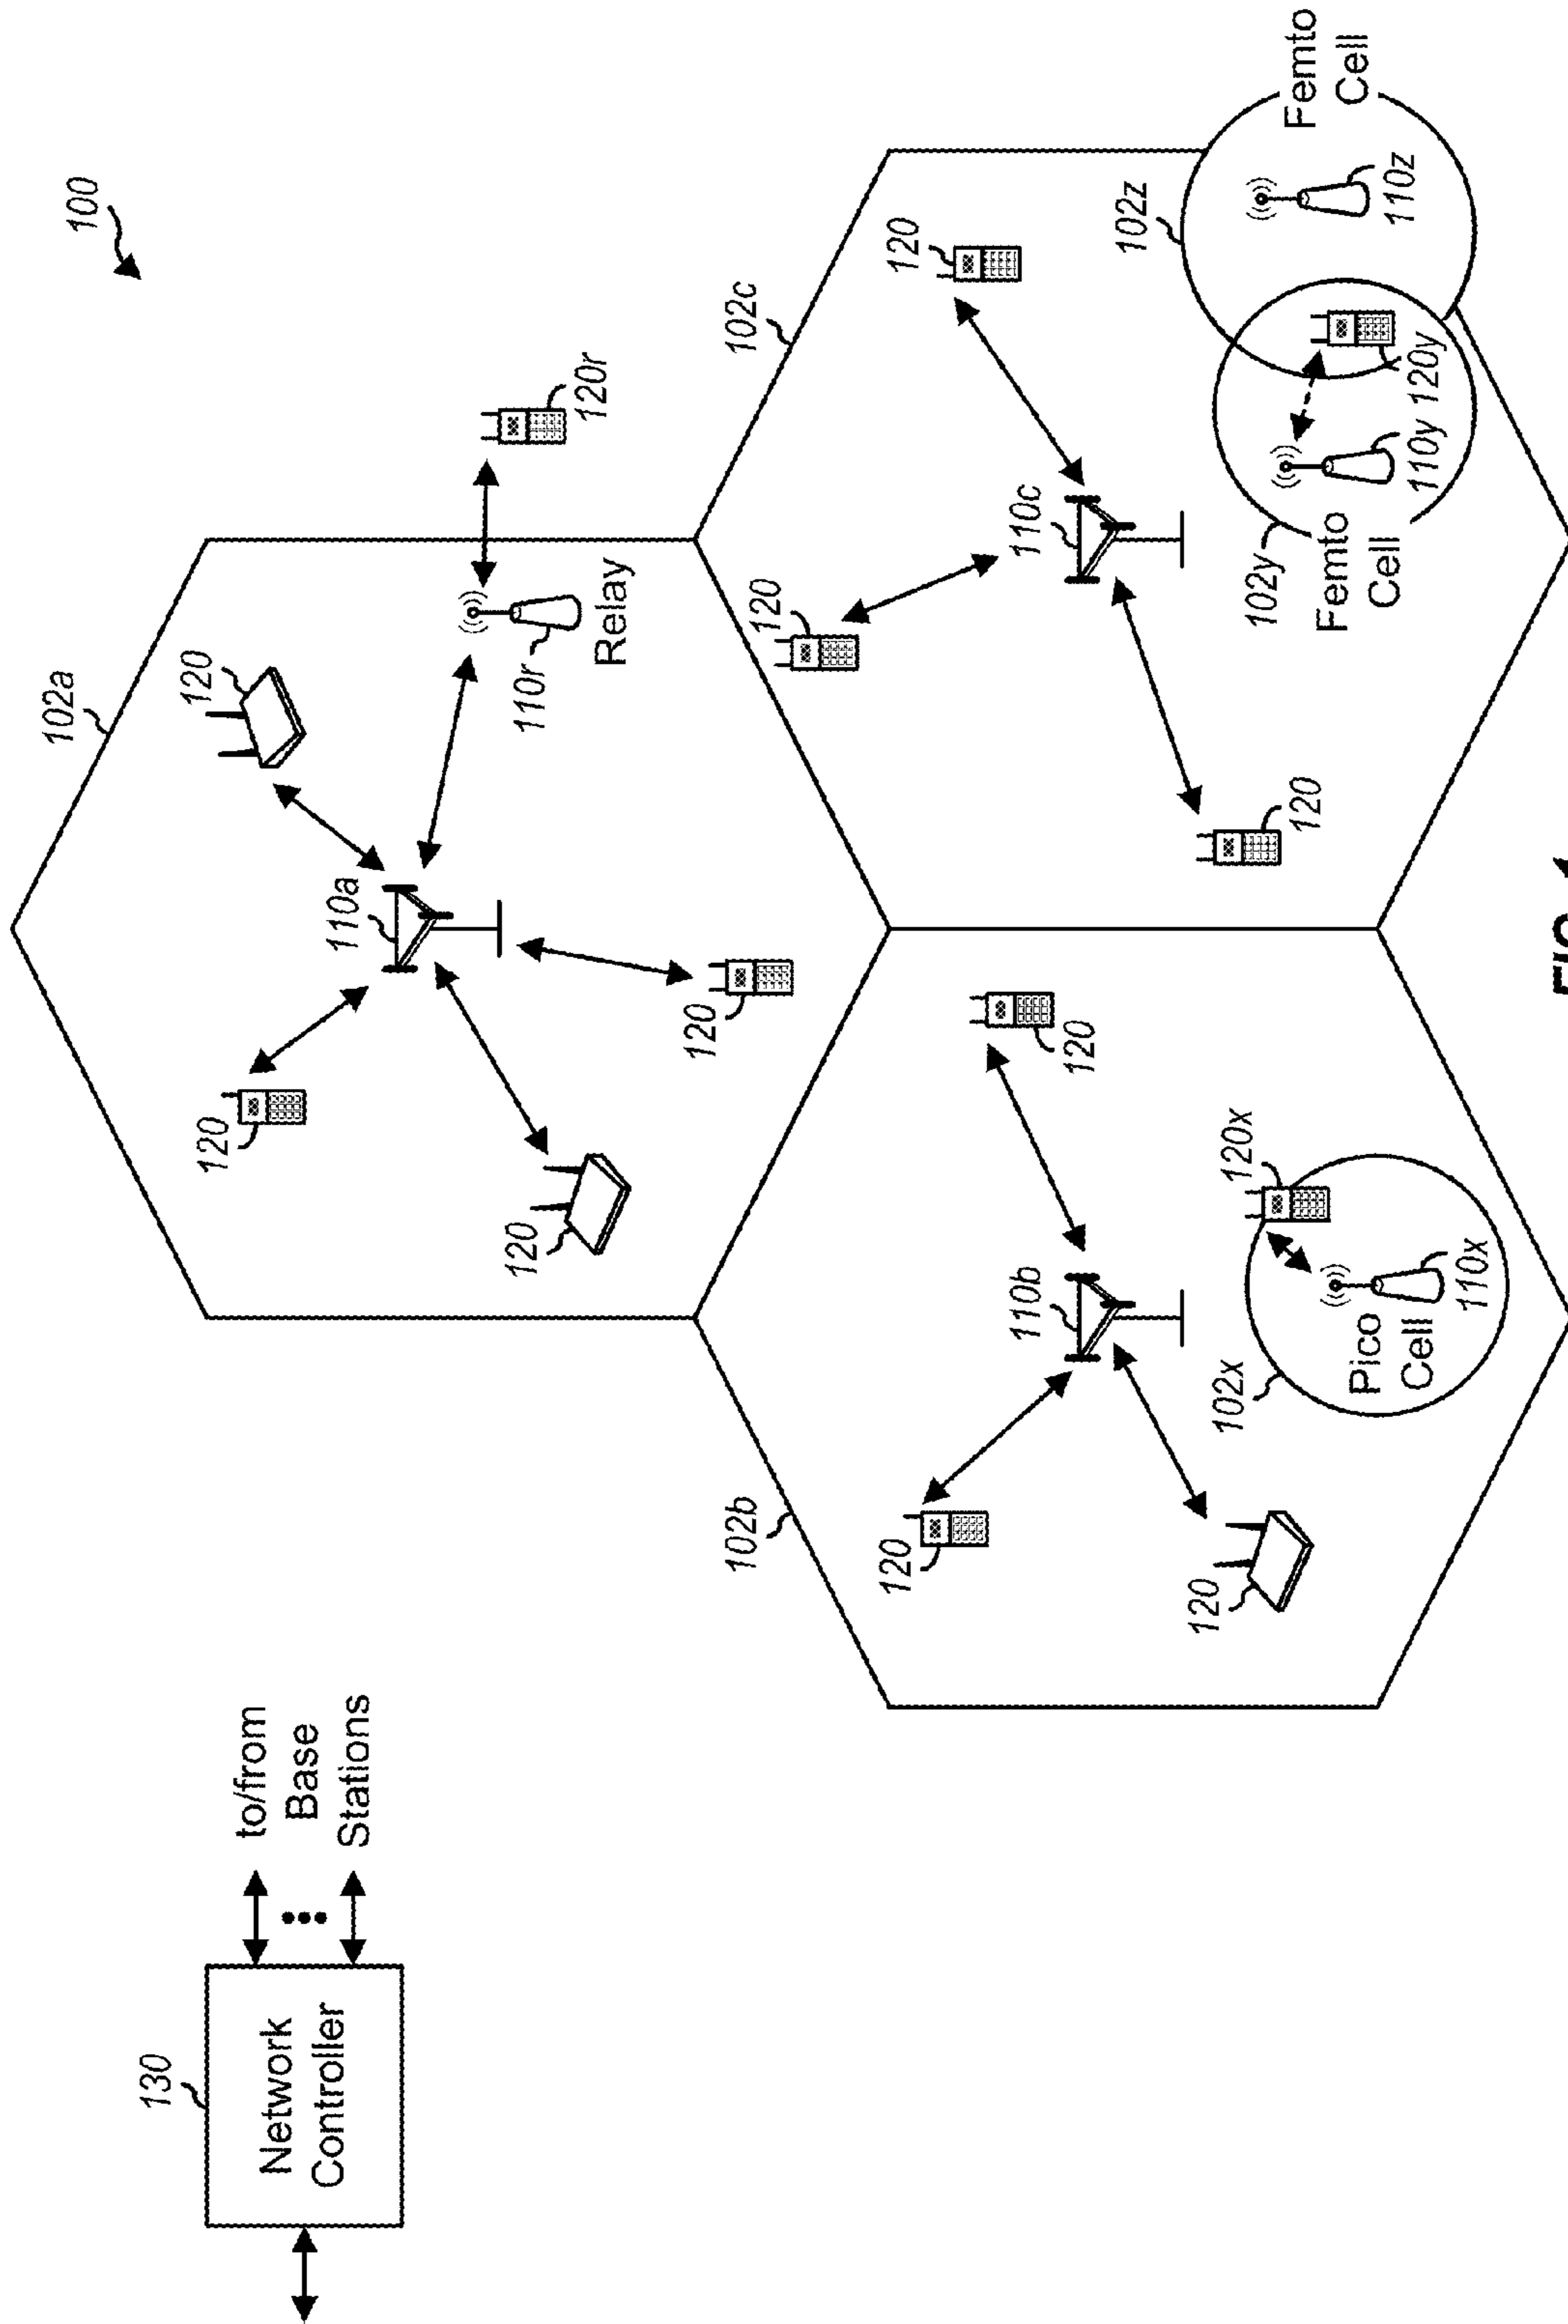 100
130
Network
Controller
to/from
Base
Stations
102a
120
120
110a
120
120
110r
Relay
120r
102b
120
110b
120
120
120x
102x
Pico
Cell
110x
102c
120
120
110c
120
102z
102y
Femto
Cell
110y
120y
Femto
Cell
110z
FIG. 1